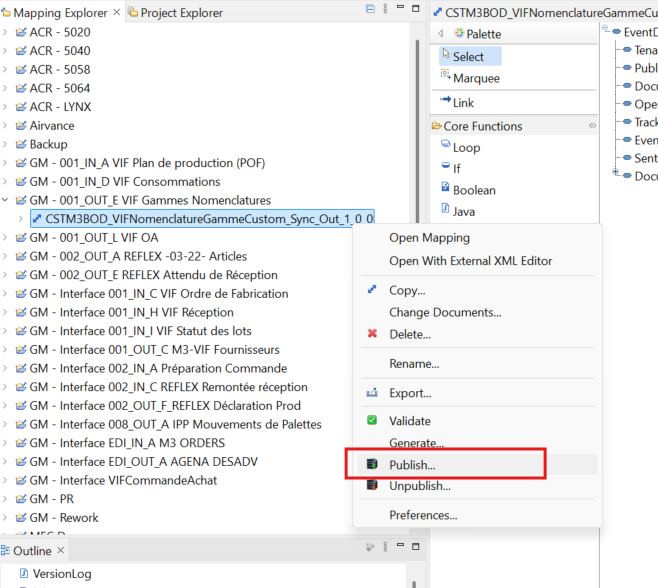 Mapping Explorer
Project Explorer
ACR - 5020
ACR - 5040
ACR - 5058
ACR - 5064
ACR - LYNX
Airvance
Backup
GM - 001_IN_A VIF Plan de production (POF)
GM - 001_IN_D VIF Consommations
GM - 001_OUT_E VIF Gammes Nomenclatures
CSTM3BOD_VIFNomenclatureGammeCustom_Sync_Out_1_0_0
GM - 001_OUT_L VIF OA
GM - 002_OUT_A REFLEX -03-22- Articles
GM - 002_OUT_E REFLEX Attendu de Réception
GM - Interface 001_IN_C VIF Ordre de Fabrication
GM - Interface 001_IN_H VIF Réception
GM - Interface 001_IN_I VIF Statut des lots
GM - Interface 001_OUT_C M3-VIF Fournisseurs
GM - Interface 002_IN_A Préparation Commande
GM - Interface 002_IN_C REFLEX Remontée réception
GM - Interface 002_OUT_F_REFLEX Déclaration Prod
GM - Interface 008_OUT_A IPP Mouvements de Palettes
GM - Interface EDI_IN_A M3 ORDERS
GM - Interface EDI_OUT_A AGENA DESADV
GM - Interface VIFCommandeAchat
GM - PR
GM - Rework
Outline
VersionLog
CSTM3BOD_VIFNomenclatureGammeCu
Palette
Select
Marquee
Link
Core Functions
Loop
If
Boolean
Java
EventD
Tena
Publ
Docu
Ope
Track
Even
Sent
Docu
Open Mapping
Open With External XML Editor
Copy...
Change Documents...
Delete...
Rename...
Export...
Validate
Generate...
Publish...
Unpublish...
Preferences...